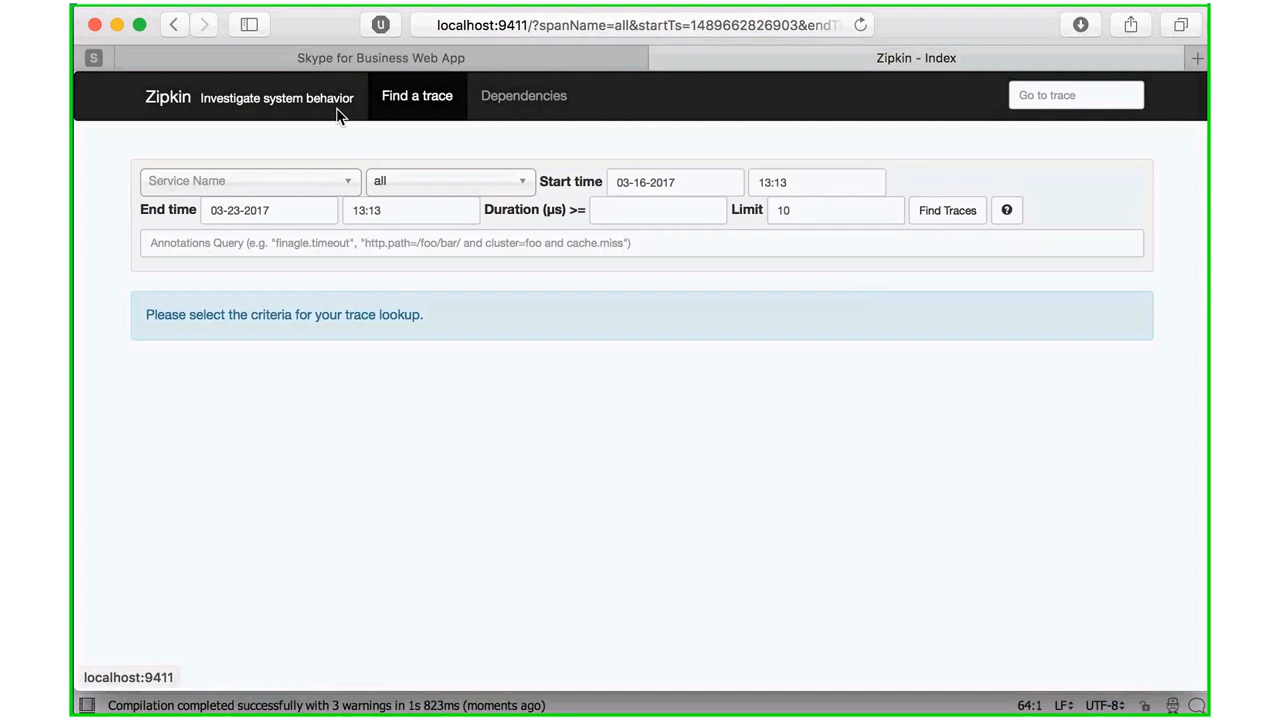 localhost:9411/?spanName=all&startTs=1489662826903&endT
S Skype for Business Web App Zipkin - Index
Zipkin Investigate system behavior Find a trace Dependencies Go to trace
Service Name all Start time 03-16-2017 13:13
End time 03-23-2017 13:13 Duration (µs) >= Limit 10 Find Traces
Annotations Query (e.g. "finagle.timeout", "http.path=/foo/bar/ and cluster=foo and cache.miss")
Please select the criteria for your trace lookup.
localhost:9411
Compilation completed successfully with 3 warnings in 1s 823ms (moments ago) 64:1 LF UTF-8